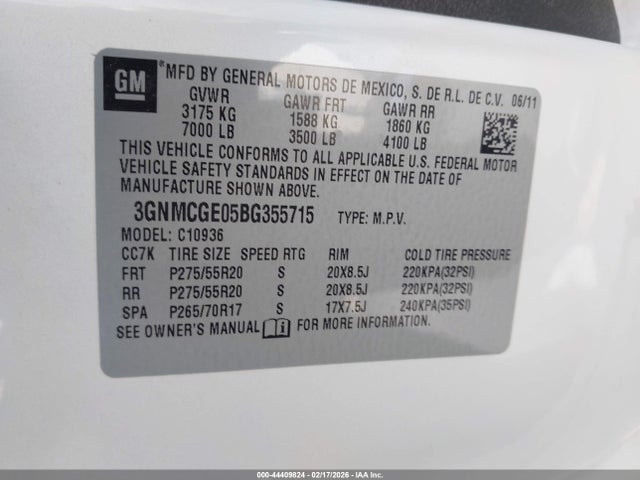 GM
*MFD BY GENERAL MOTORS DE MEXICO, S. DE R.L. DE C.V. 06/11
GVWR GAWR FRT GAWR RR
3175 KG 1588 KG 1860 KG
7000 LB 3500 LB 4100 LB
THIS VEHICLE CONFORMS TO ALL APPLICABLE U.S. FEDERAL MOTOR
VEHICLE SAFETY STANDARDS IN EFFECT ON THE DATE OF
MANUFACTURE SHOWN ABOVE.
3GNMCGE05BG355715 TYPE: M.P.V.
MODEL: C10936
CC7K TIRE SIZE SPEED RTG RIM COLD TIRE PRESSURE
FRT P275/55R20 S 20X8.5J 220KPA(32PSI)
RR P275/55R20 S 20X8.5J 220KPA(32PSI)
SPA P265/70R17 S 17X7.5J 240KPA(35PSI)
SEE OWNER'S MANUAL FOR MORE INFORMATION.
000-44409824 - 02/17/2026 - COPART/IAA